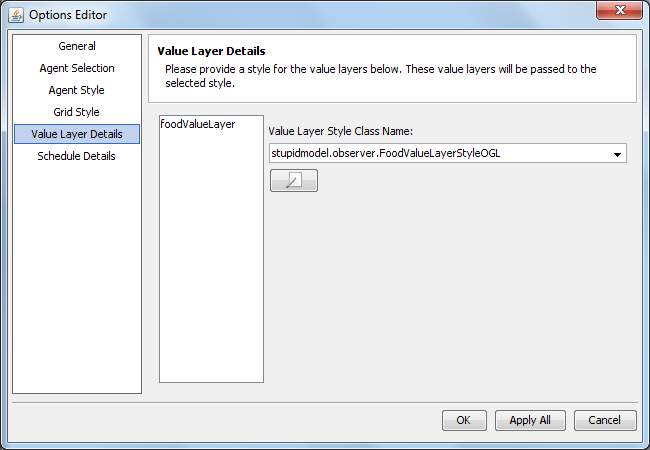 Options Editor
General
Agent Selection
Agent Style
Grid Style
Value Layer Details
Schedule Details
Value Layer Details
Please provide a style for the value layers below. These value layers will be passed to the
selected style.
foodValueLayer
Value Layer Style Class Name:
stupidmodel.observer.FoodValueLayerStyleOGL
OK
Apply All
Cancel